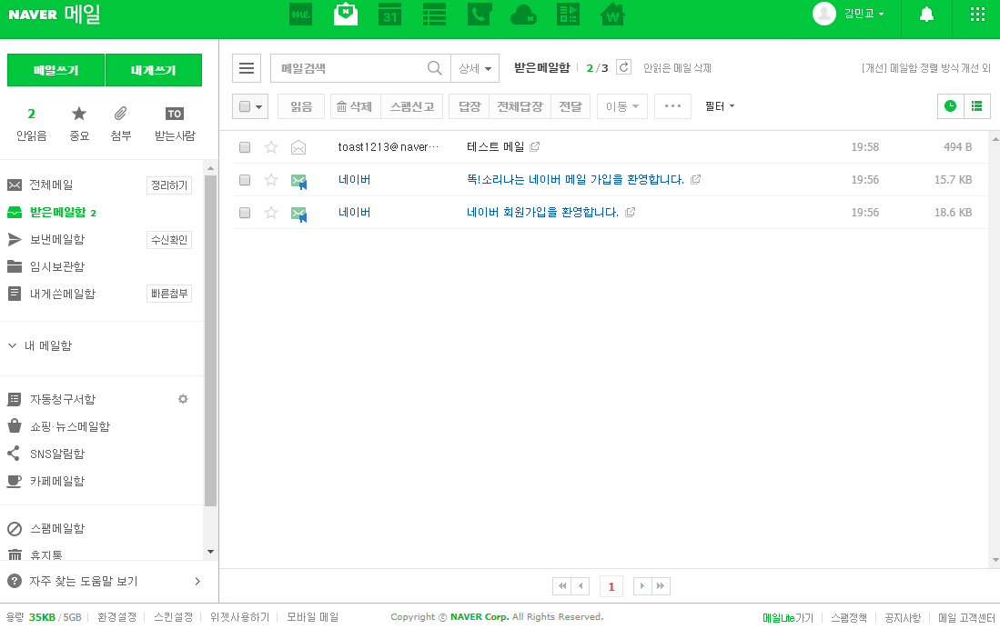 NAVER 메일
me
N
31
₩
김민교
메일쓰기 내게쓰기
2 TO
안읽음 중요 첨부 받는사람
전체메일 정리하기
받은메일함 2
보낸메일함 수신확인
임시보관함
내게쓴메일함 빠른첨부
내 메일함
자동청구서함
쇼핑·뉴스메일함
SNS알림함
카페메일함
스팸메일함
휴지통
? 자주 찾는 도움말 보기
메일검색 상세 받은메일함 2 / 3 안읽은 메일 삭제 [개선] 메일함 정렬 방식 개선 외
읽음 삭제 스팸신고 답장 전체답장 전달 이동 ··· 필터
toast1213@naver··· 테스트 메일 19:58 494 B
네이버 똑!소리나는 네이버 메일 가입을 환영합니다. 19:56 15.7 KB
네이버 네이버 회원가입을 환영합니다. 19:56 18.6 KB
1
용량 35KB / 5GB 환경설정 스킨설정 위젯사용하기 모바일 메일 Copyright © NAVER Corp. All Rights Reserved. 메일Lite가기 스팸정책 공지사항 메일 고객센터